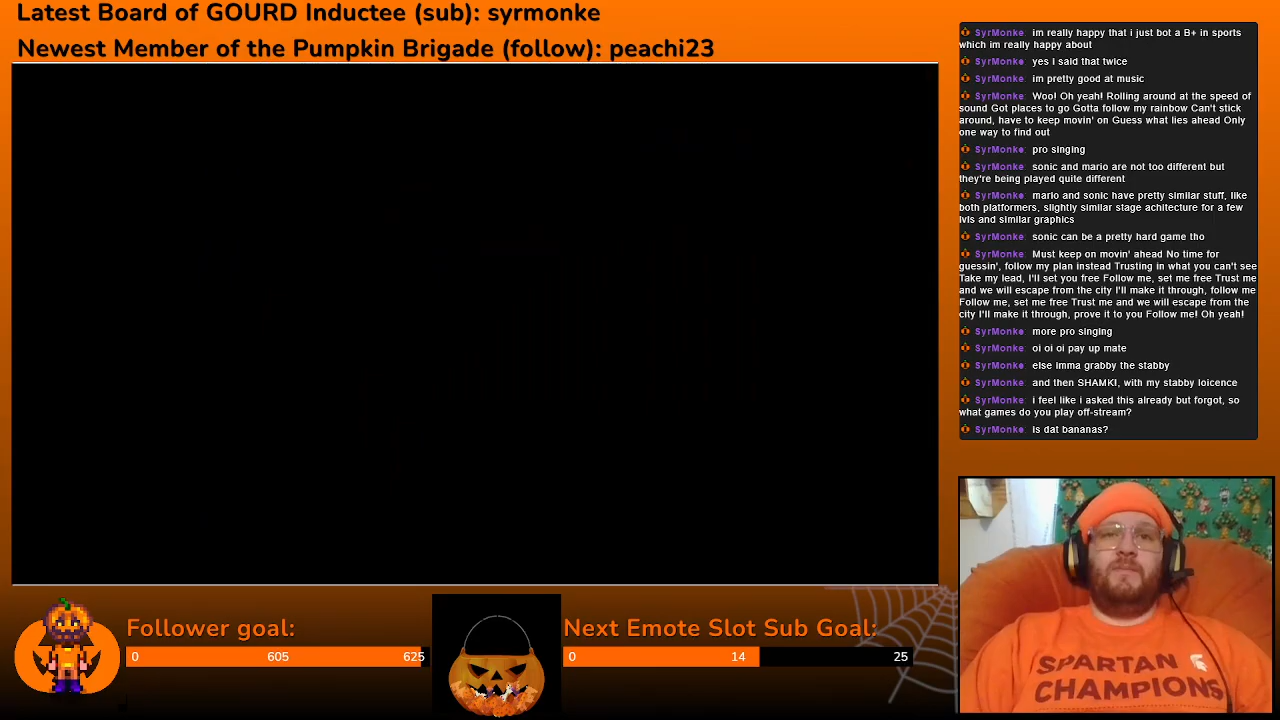 Latest Board of GOURD Inductee (sub): syrmonke
Newest Member of the Pumpkin Brigade (follow): peachi23
SyrMonke: im really happy that i just bot a B+ in sports
which im really happy about
SyrMonke: yes I said that twice
SyrMonke: im pretty good at music
SyrMonke: Woo! Oh yeah! Rolling around at the speed of
sound Got places to go Gotta follow my rainbow Can't stick
around, have to keep movin' on Guess what lies ahead Only
one way to find out
SyrMonke: pro singing
SyrMonke: sonic and mario are not too different but
they're being played quite different
SyrMonke: mario and sonic have pretty similar stuff, like
both platformers, slightly similar stage achitecture for a few
lvls and similar graphics
SyrMonke: sonic can be a pretty hard game tho
SyrMonke: Must keep on movin' ahead No time for
guessin', follow my plan instead Trusting in what you can't see
Take my lead, I'll set you free Follow me, set me free Trust me
and we will escape from the city I'll make it through, follow me
Follow me, set me free Trust me and we will escape from the
city I'll make it through, prove it to you Follow me! Oh yeah!
SyrMonke: more pro singing
SyrMonke: oi oi oi pay up mate
SyrMonke: else Imma grabby the stabby
SyrMonke: and then SHAMKI, with my stabby loicence
SyrMonke: i feel like i asked this already but forgot, so
what games do you play off-stream?
SyrMonke: Is dat bananas?
Follower goal:
0 605 625
Next Emote Slot Sub Goal:
0 14 25
SPARTAN
CHAMPIONS